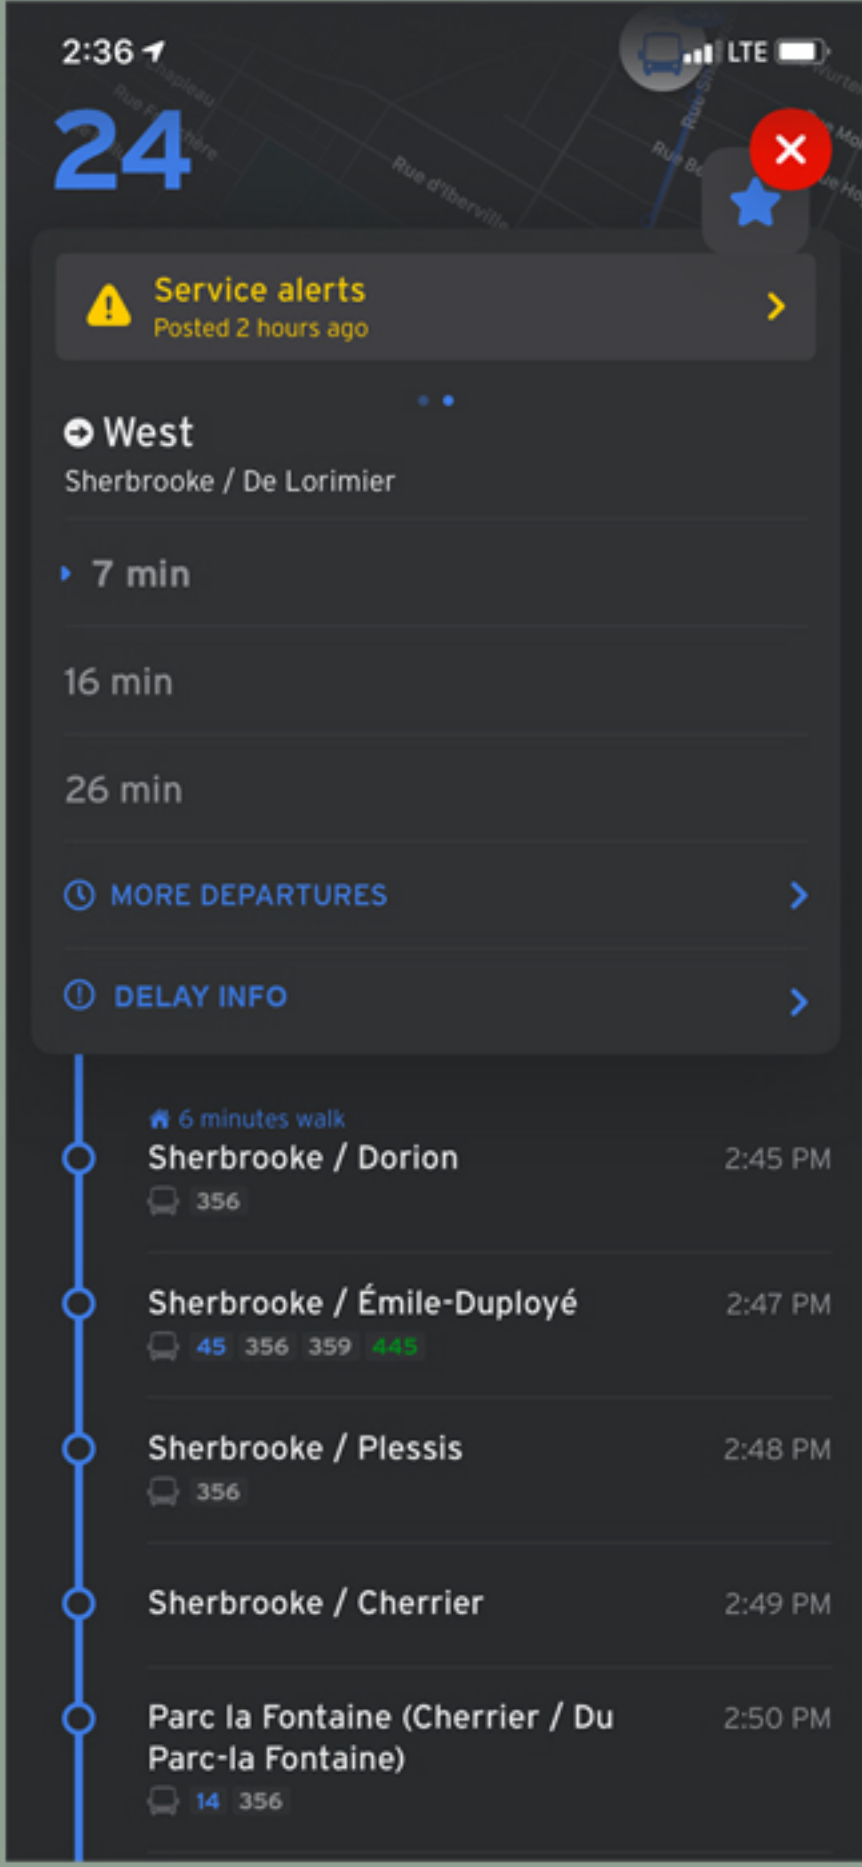 2:36
LTE
24
Rue d'Iberville
Service alerts
Posted 2 hours ago
West
Sherbrooke / De Lorimier
7 min
16 min
26 min
MORE DEPARTURES
DELAY INFO
6 minutes walk
Sherbrooke / Dorion
2:45 PM
356
Sherbrooke / Émile-Duployé
2:47 PM
45 356 359 445
Sherbrooke / Plessis
2:48 PM
356
Sherbrooke / Cherrier
2:49 PM
Parc la Fontaine (Cherrier / Du
2:50 PM
Parc-la Fontaine)
14 356